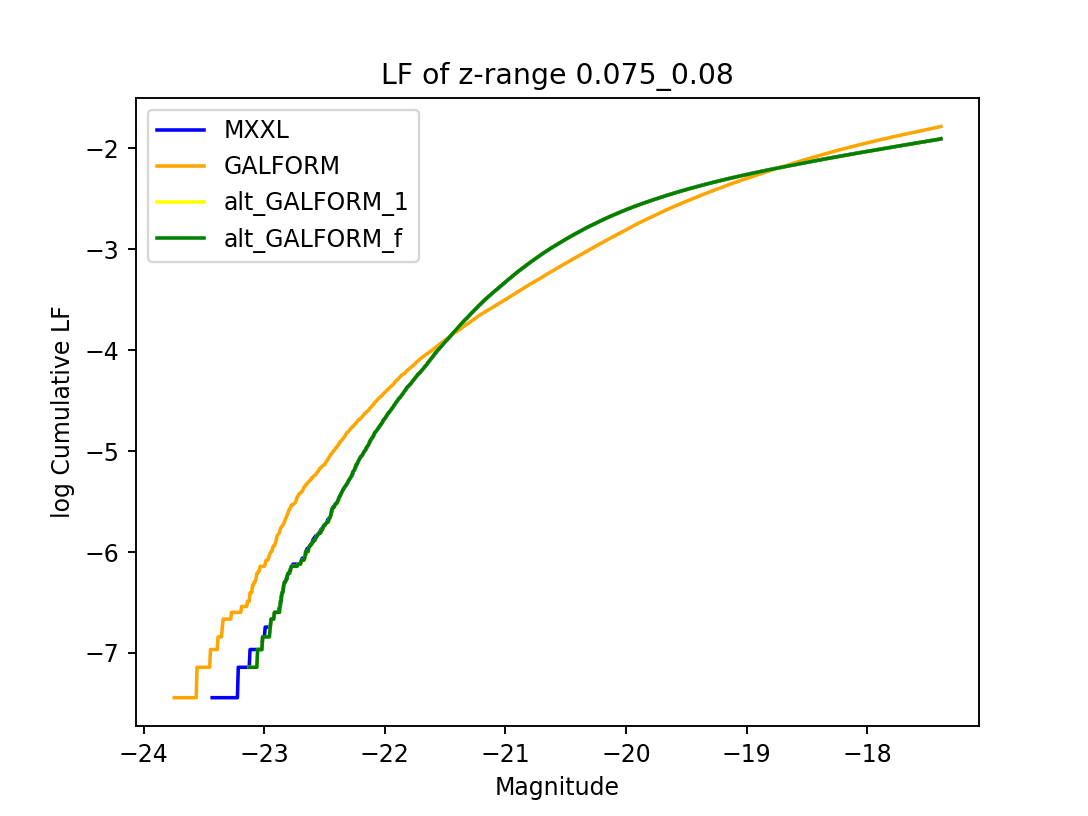 LF of z-range 0.075_0.08
MXXL
GALFORM
alt_GALFORM_1
alt_GALFORM_f
−2
−3
−4
−5
−6
−7
log Cumulative LF
−24 −23 −22 −21 −20 −19 −18
Magnitude